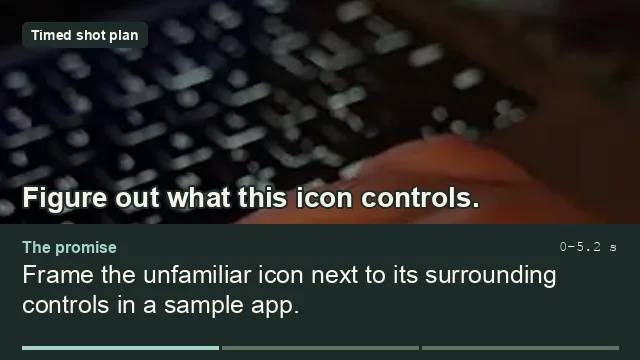 Timed shot plan
Figure out what this icon controls.
The promise
0–5.2 s
Frame the unfamiliar icon next to its surrounding
controls in a sample app.